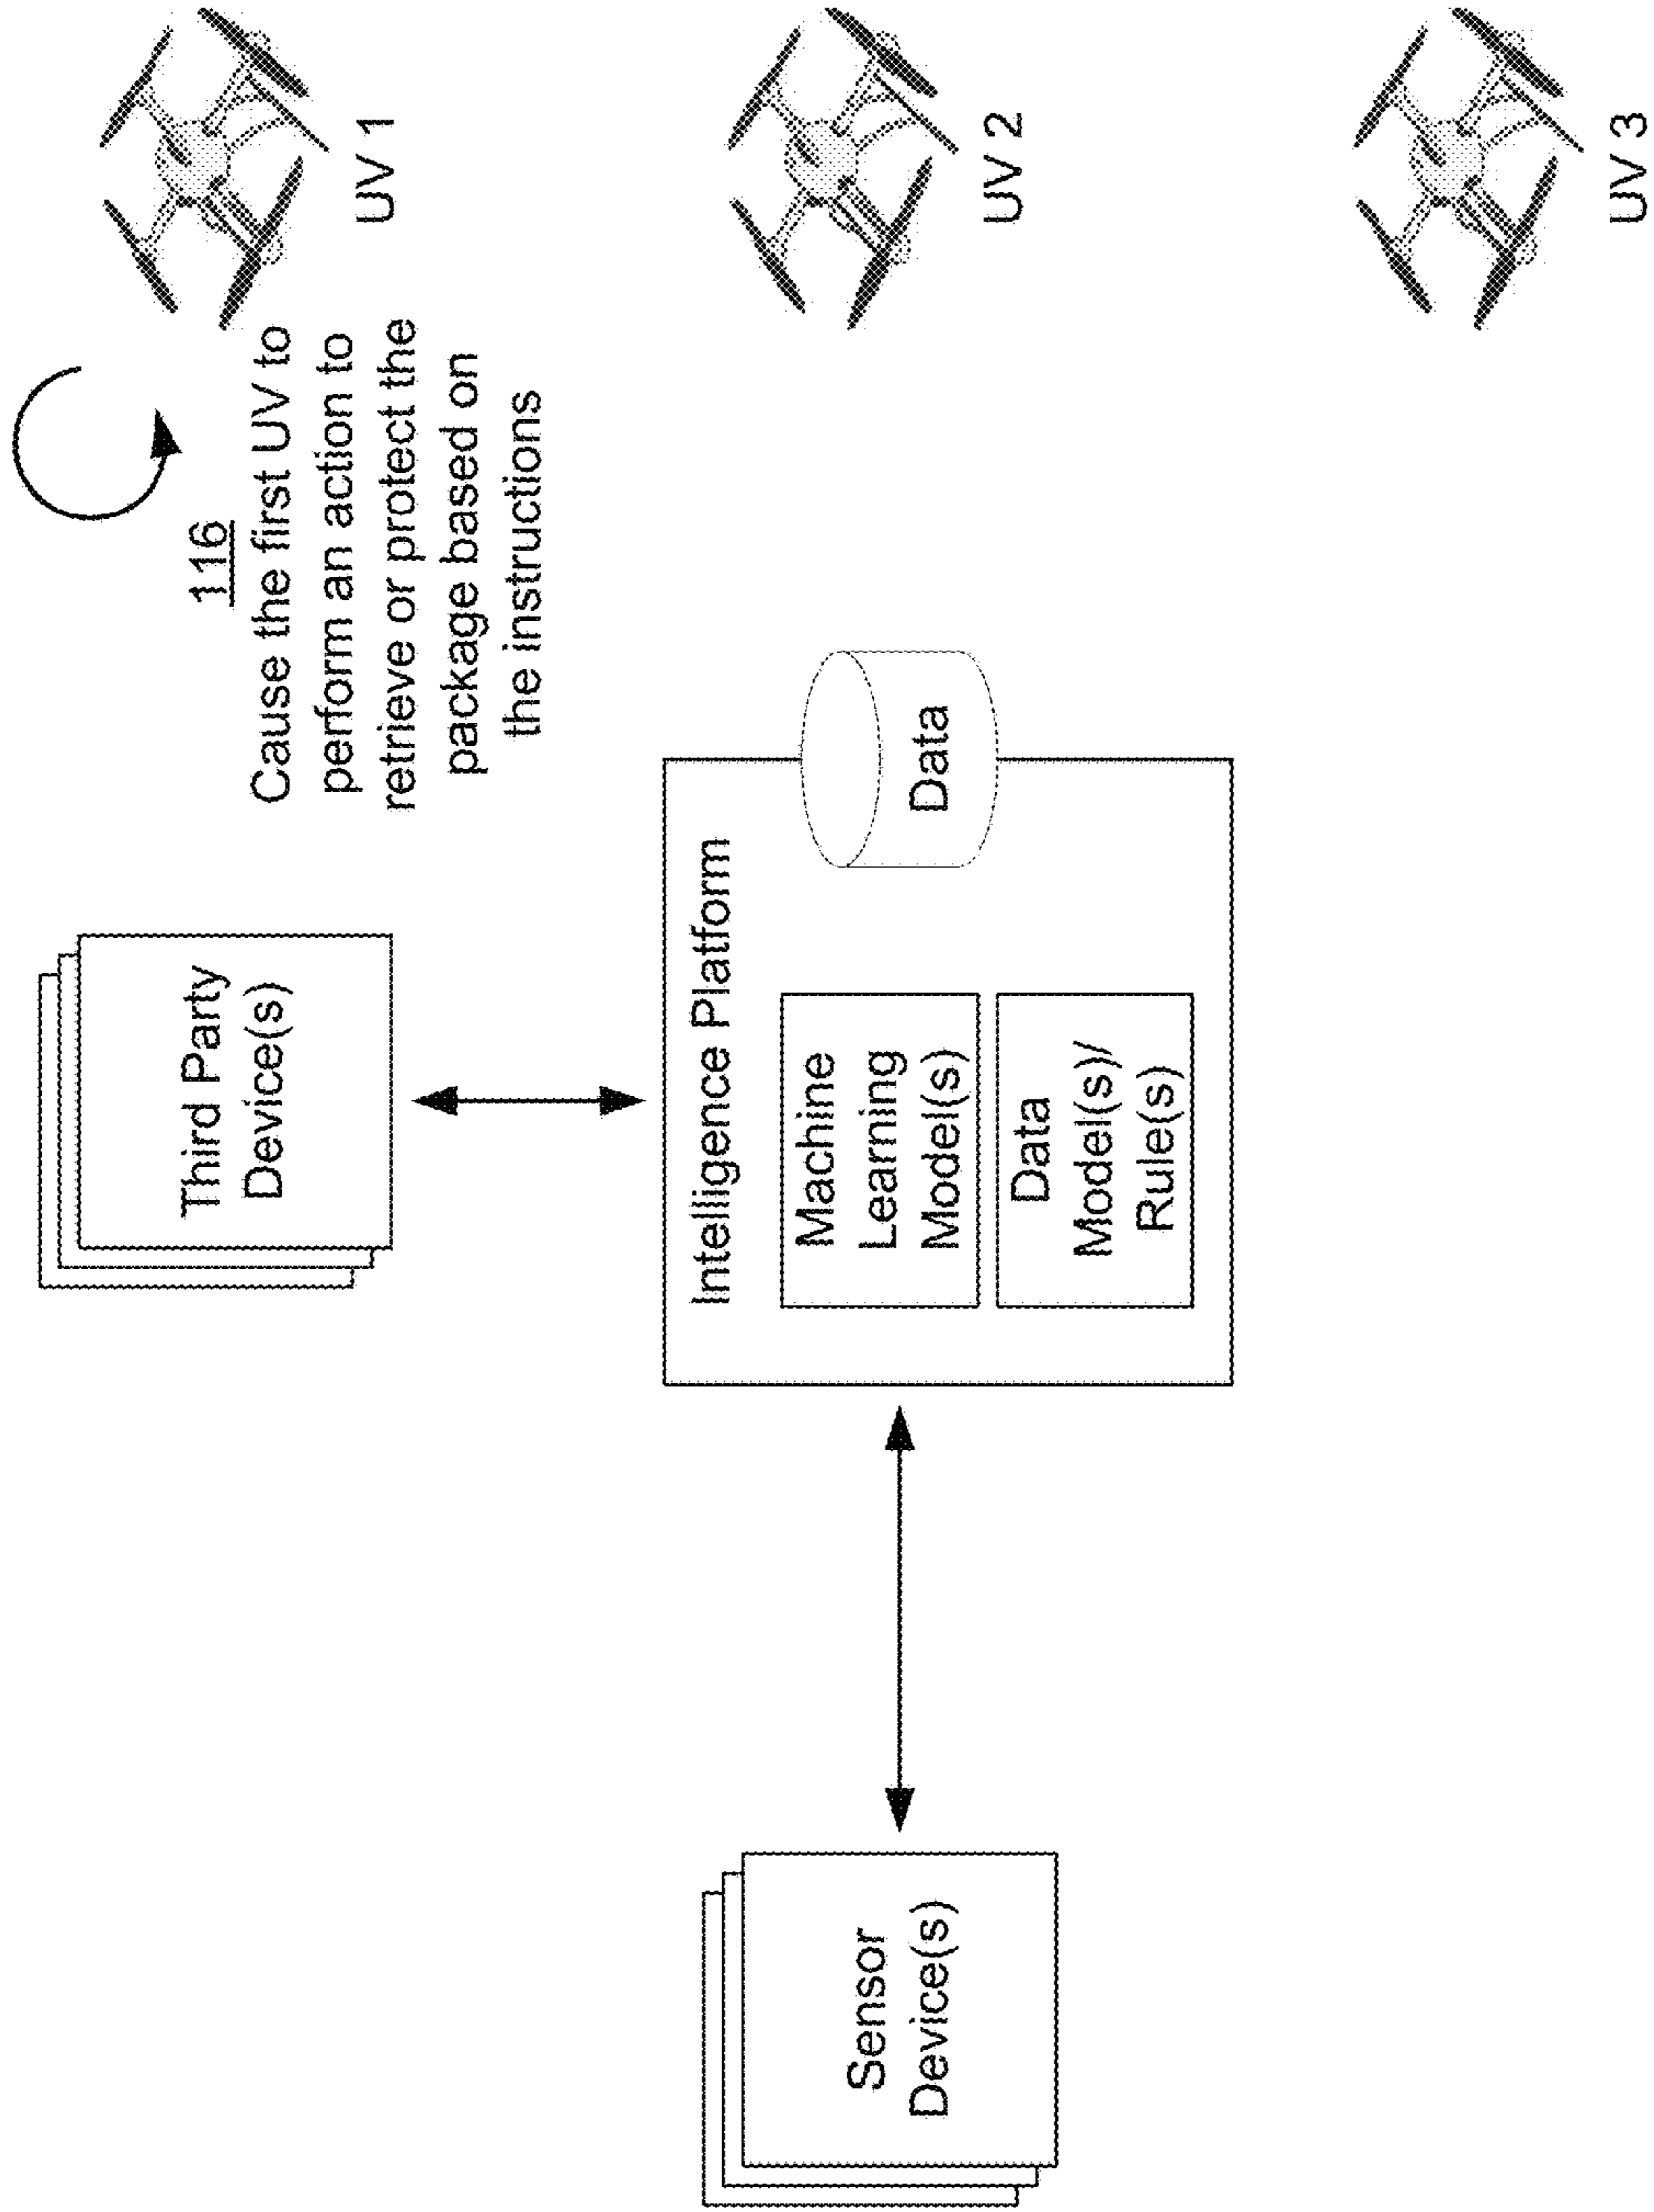 116
Cause the first UV to
perform an action to
retrieve or protect the
package based on
the instructions
UV 1
Third Party
Device(s)
Intelligence Platform
Machine
Learning
Model(s)
Data
Model(s)/
Rule(s)
Data
Sensor
Device(s)
UV 2
UV 3